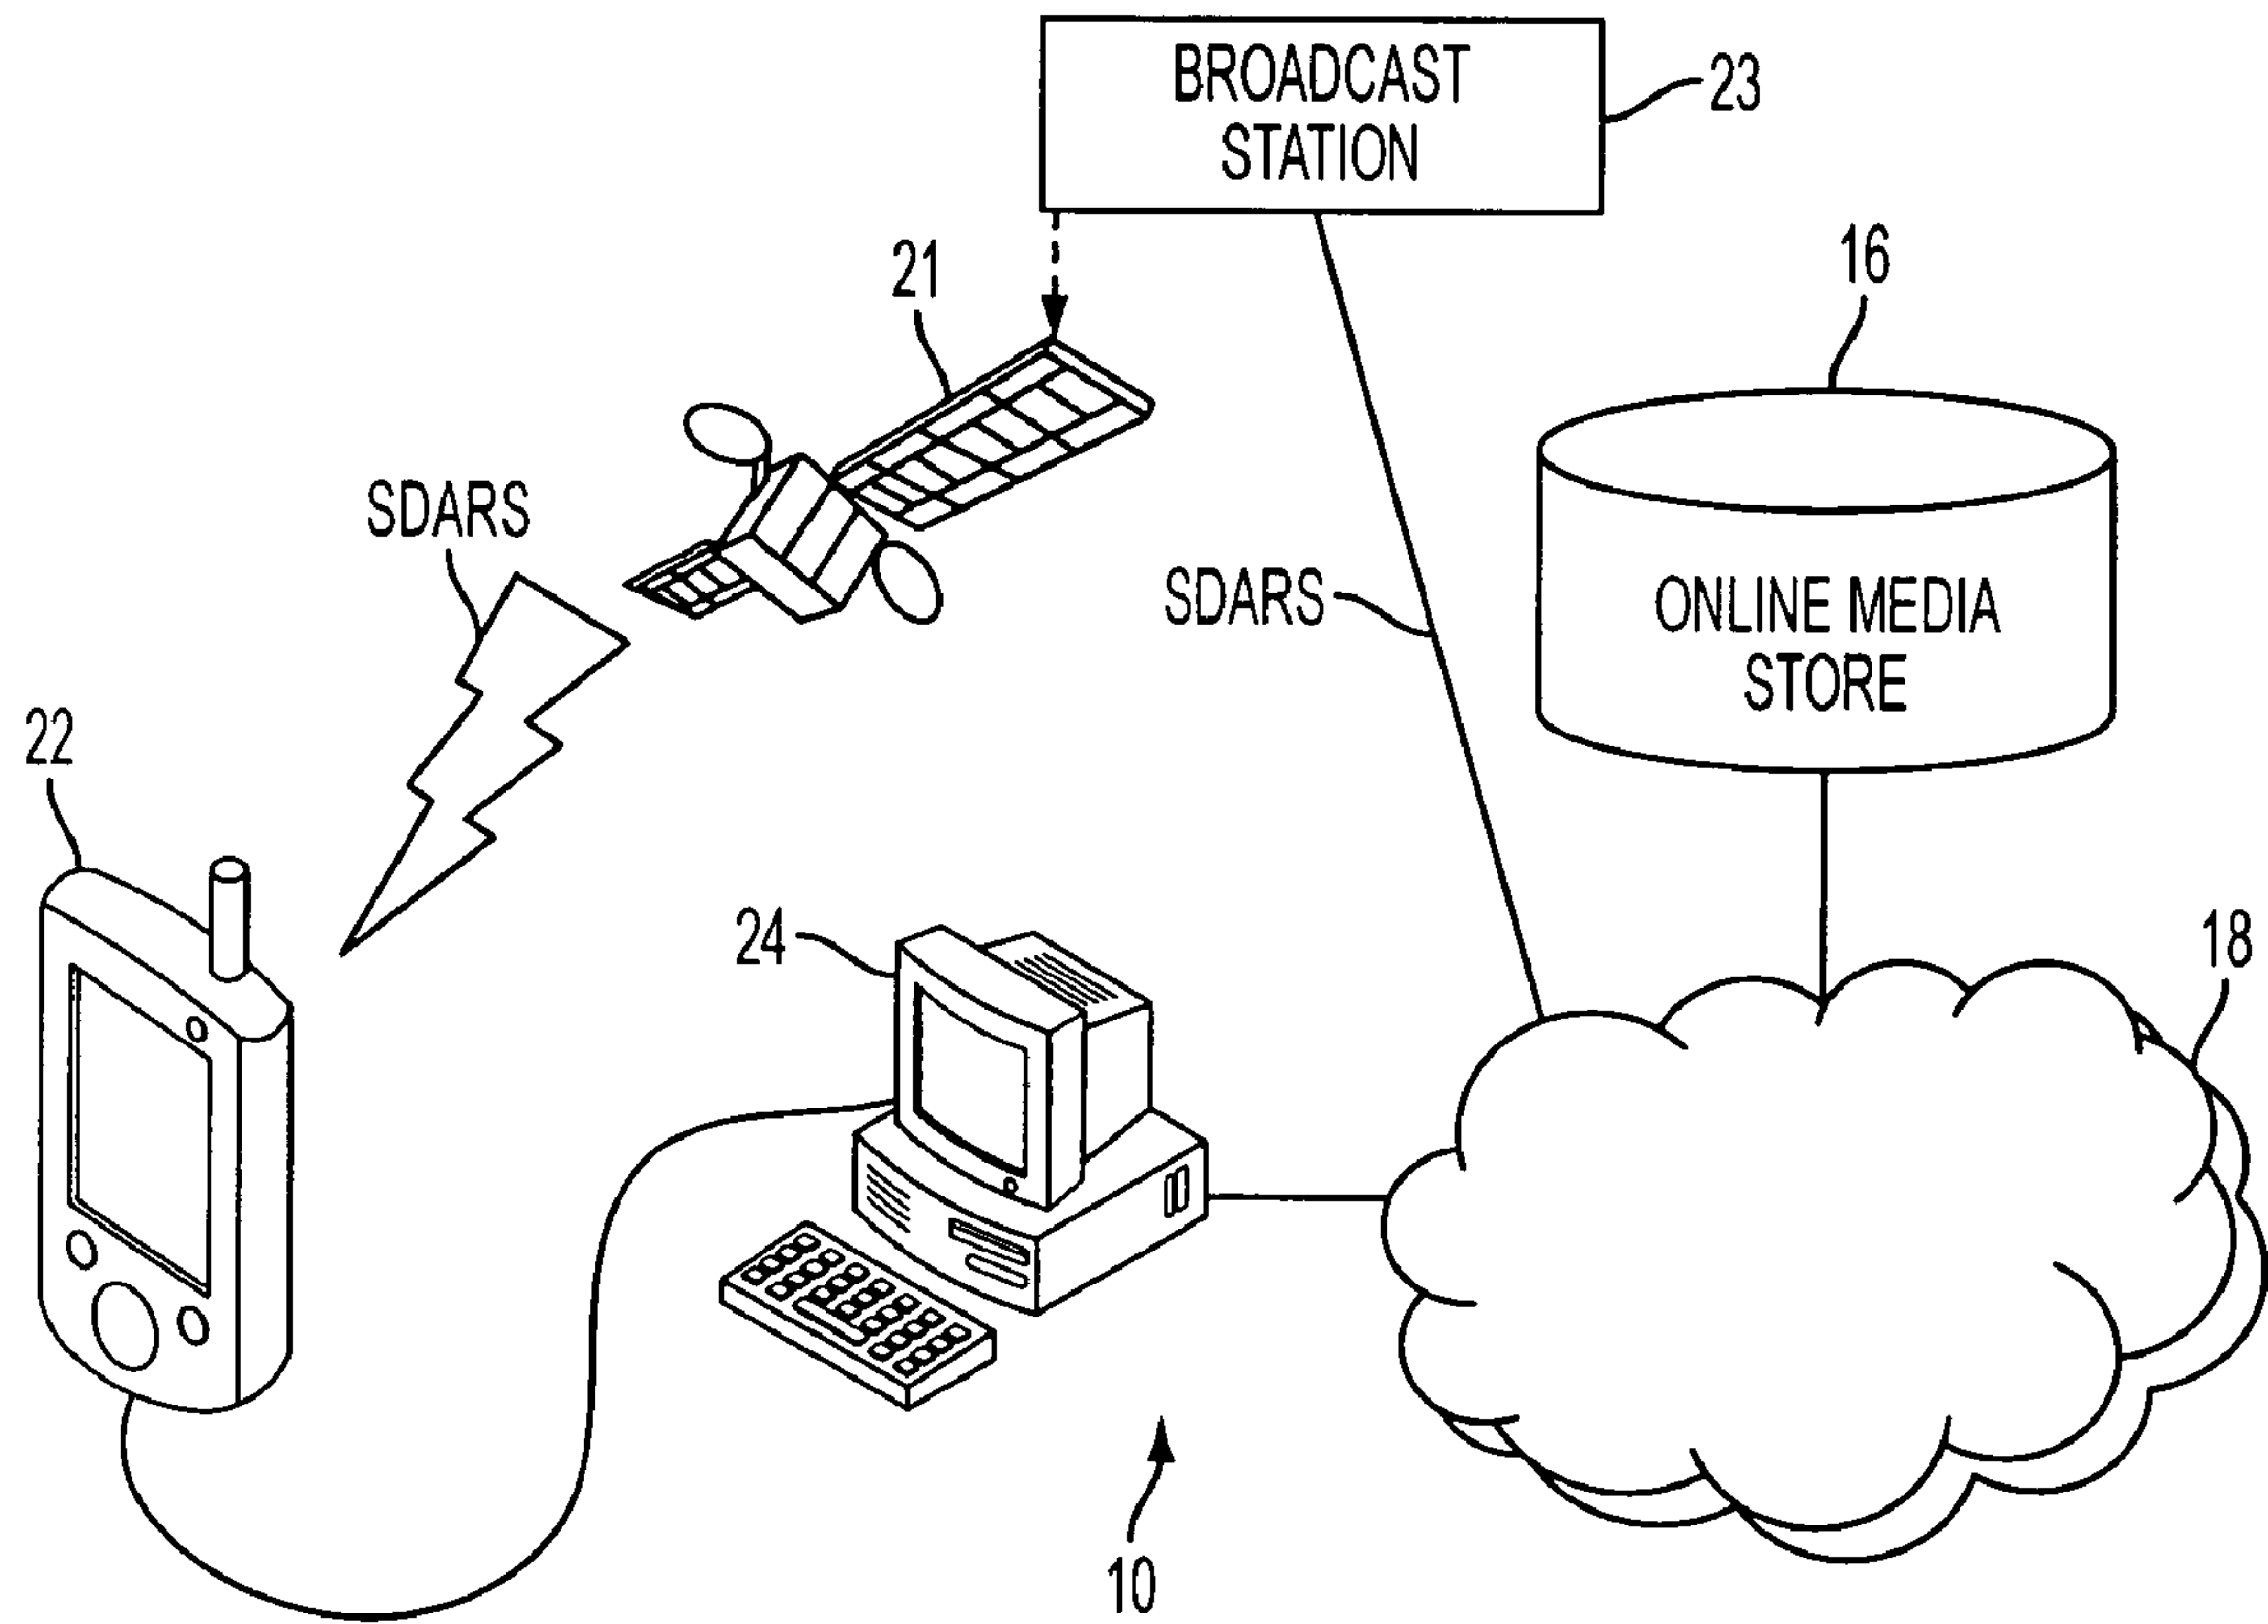 BROADCAST
STATION
23
21
16
SDARS
SDARS
ONLINE MEDIA
STORE
22
24
18
10